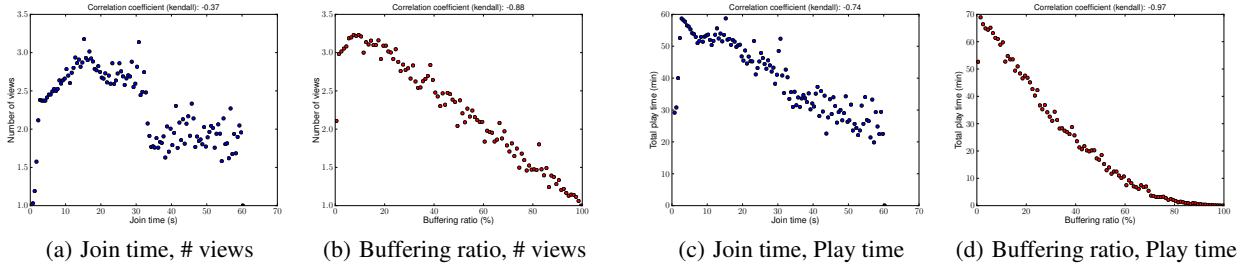 Correlation coefficient (kendall): -0.37
Number of views
3.5
3.0
2.5
2.0
1.5
1.0
0 10 20 30 40 50 60 70
Join time (s)
(a) Join time, # views
Correlation coefficient (kendall): -0.88
Number of views
3.5
3.0
2.5
2.0
1.5
1.0
0 20 40 60 80 100
Buffering ratio (%)
(b) Buffering ratio, # views
Correlation coefficient (kendall): -0.74
Total play time (min)
60
50
40
30
20
10
0
0 10 20 30 40 50 60 70
Join time (s)
(c) Join time, Play time
Correlation coefficient (kendall): -0.97
Total play time (min)
70
60
50
40
30
20
10
0
0 20 40 60 80 100
Buffering ratio (%)
(d) Buffering ratio, Play time